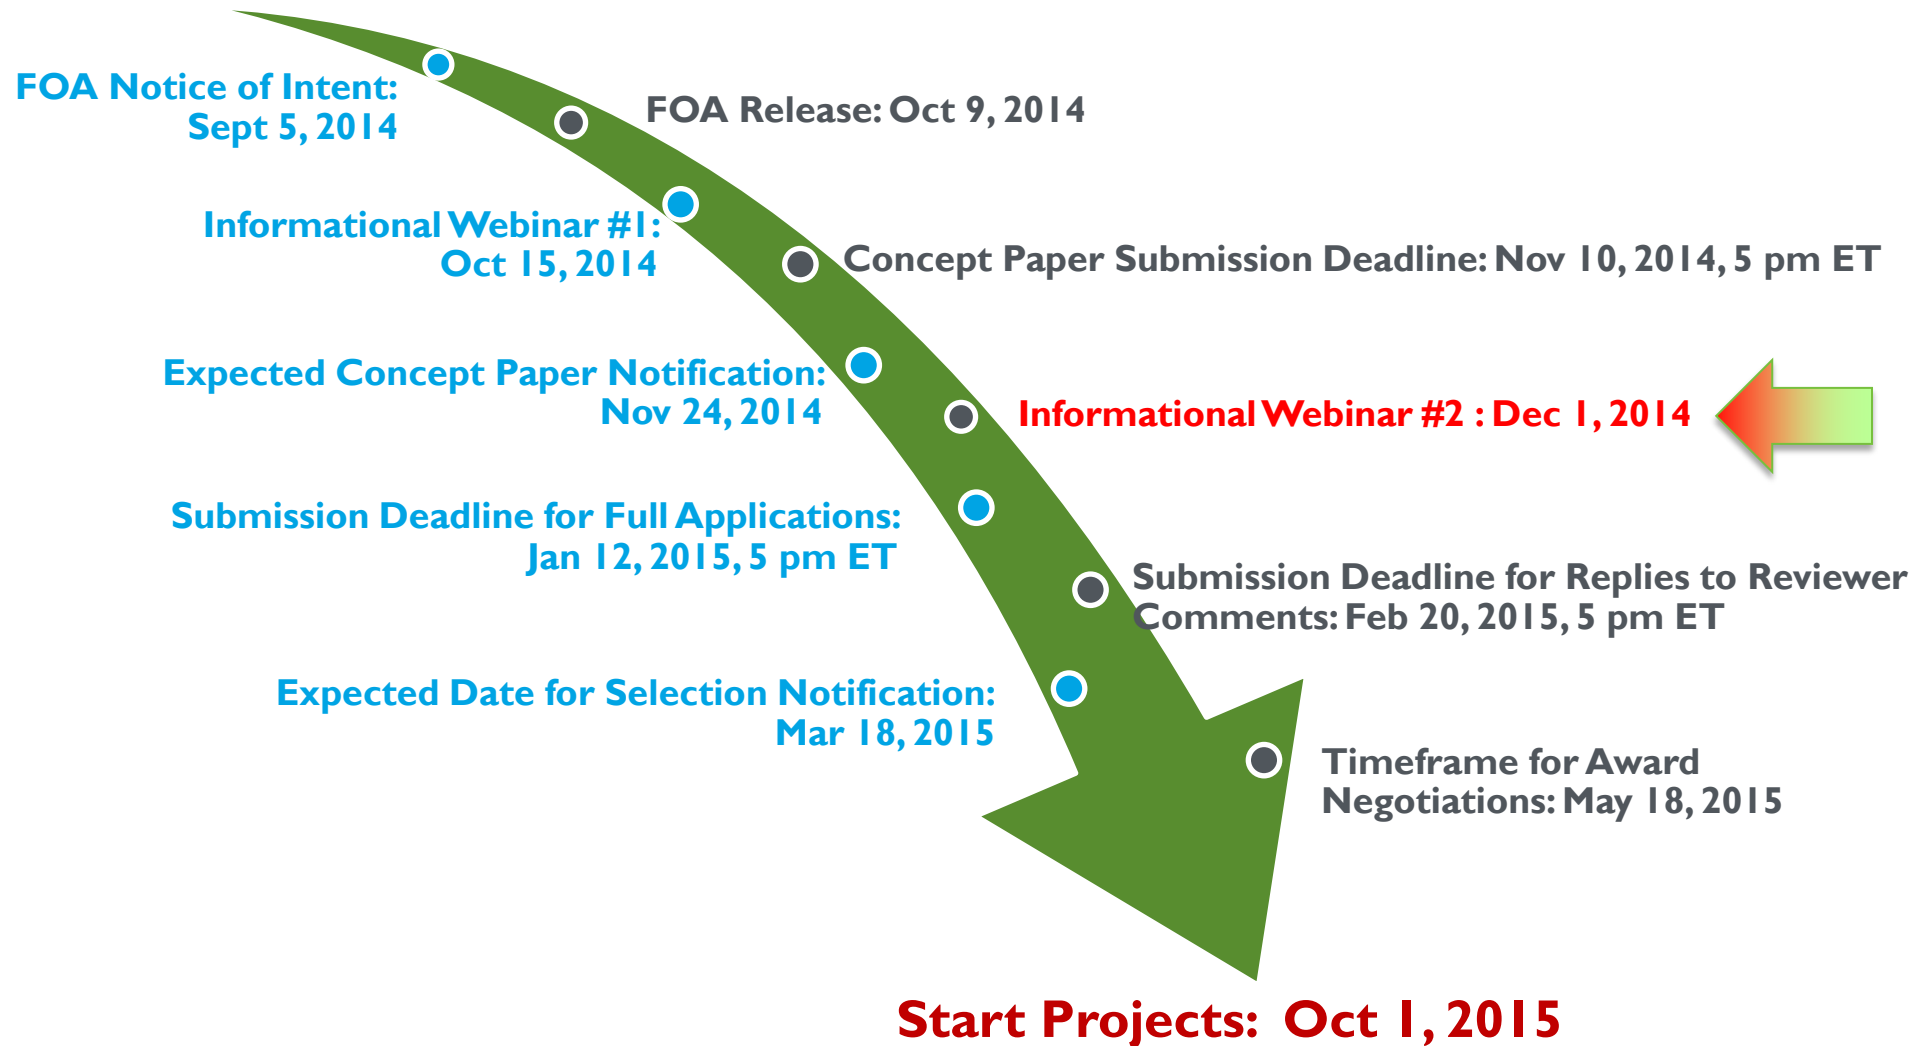 FOA Notice of Intent:
Sept 5, 2014
FOA Release: Oct 9, 2014
Informational Webinar #1:
Oct 15, 2014
Concept Paper Submission Deadline: Nov 10, 2014, 5 pm ET
Expected Concept Paper Notification:
Nov 24, 2014
Informational Webinar #2 : Dec 1, 2014
Submission Deadline for Full Applications:
Jan 12, 2015, 5 pm ET
Submission Deadline for Replies to Reviewer
Comments: Feb 20, 2015, 5 pm ET
Expected Date for Selection Notification:
Mar 18, 2015
Timeframe for Award
Negotiations: May 18, 2015
Start Projects: Oct 1, 2015